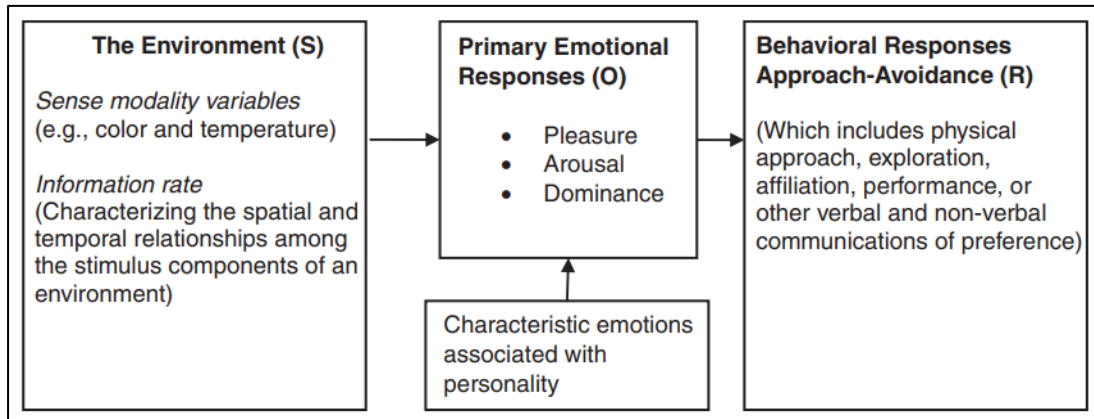 The Environment (S)
Sense modality variables
(e.g., color and temperature)
Information rate
(Characterizing the spatial and
temporal relationships among
the stimulus components of an
environment)
Primary Emotional
Responses (O)
• Pleasure
• Arousal
• Dominance
Characteristic emotions
associated with
personality
Behavioral Responses
Approach-Avoidance (R)
(Which includes physical
approach, exploration,
affiliation, performance, or
other verbal and non-verbal
communications of preference)